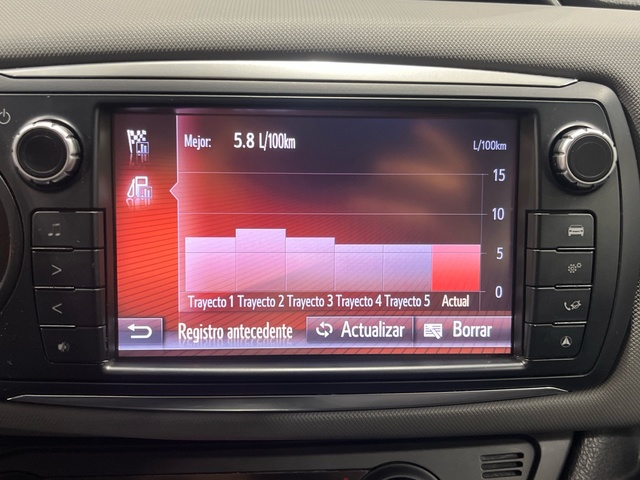 Mejor: 5.8 L/100km
L/100km
15
10
5
0
Trayecto 1 Trayecto 2 Trayecto 3 Trayecto 4 Trayecto 5 Actual
Registro antecedente Actualizar Borrar